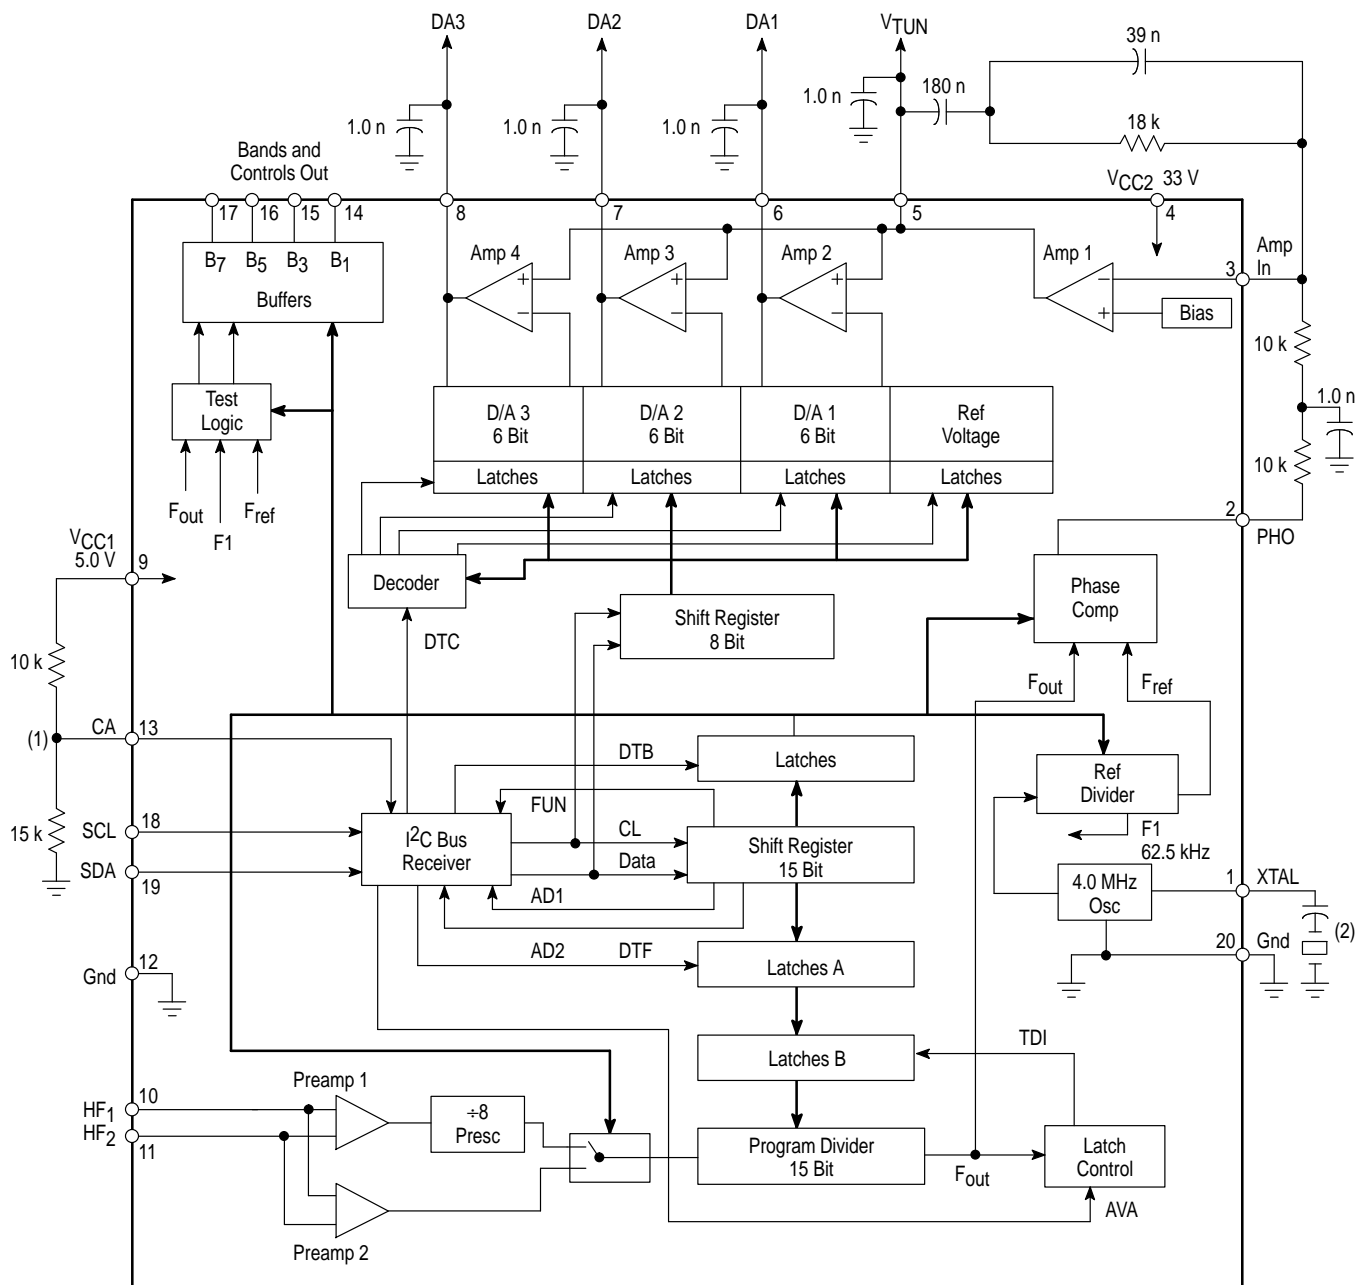 DA3
DA2
DA1
VTUN
39 n
180 n
1.0 n
1.0 n
1.0 n
1.0 n
18 k
Bands and
Controls Out
VCC2 33 V
17
16
15
14
8
7
6
5
4
B7
B5
B3
B1
Buffers
Amp 4
Amp 3
Amp 2
Amp 1
+
−
+
−
+
−
−
+
Bias
3
Amp
In
10 k
1.0 n
10 k
Test
Logic
D/A 3
6 Bit
D/A 2
6 Bit
D/A 1
6 Bit
Ref
Voltage
Latches
Latches
Latches
Latches
Fout
F1
Fref
2
PHO
VCC1
5.0 V
9
Decoder
Phase
Comp
Shift Register
8 Bit
DTC
10 k
Fout
Fref
(1)
CA
13
DTB
Latches
Ref
Divider
FUN
15 k
SCL
18
I2C Bus
Receiver
CL
Data
Shift Register
15 Bit
F1
62.5 kHz
SDA
19
AD1
4.0 MHz
Osc
1
XTAL
(2)
20
Gnd
AD2
DTF
Latches A
Gnd
12
Latches B
TDI
Preamp 1
HF1
10
HF2
11
÷8
Presc
Program Divider
15 Bit
Fout
Latch
Control
AVA
Preamp 2